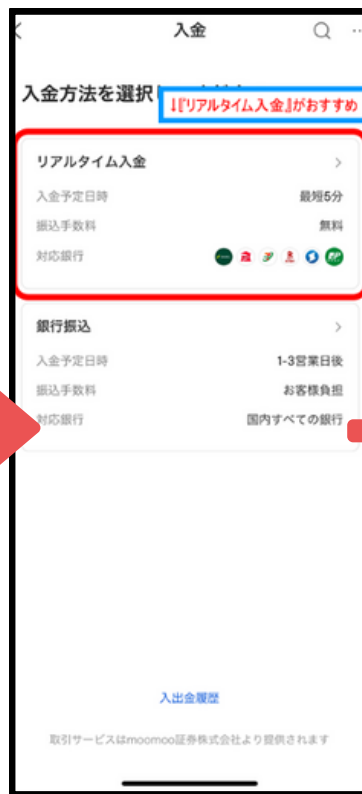 入金
入金方法を選択
↓『リアルタイム入金』がおすすめ
リアルタイム入金
入金予定日時 最短5分
振込手数料 無料
対応銀行
銀行振込
入金予定日時 1-3営業日後
振込手数料 お客様負担
対応銀行 国内すべての銀行
入出金履歴
取引サービスはmoomoo証券株式会社より提供されます